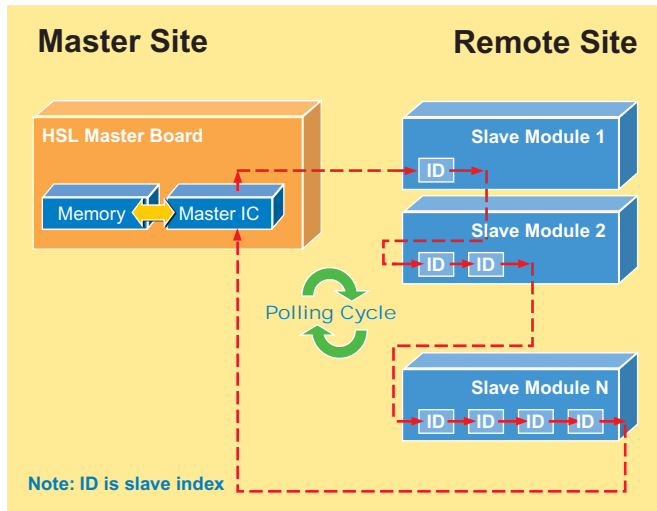 Master Site
Remote Site
HSL Master Board
Memory
Master IC
Slave Module 1
ID
Slave Module 2
ID ID
Polling Cycle
Slave Module N
ID ID ID ID
Note: ID is slave index